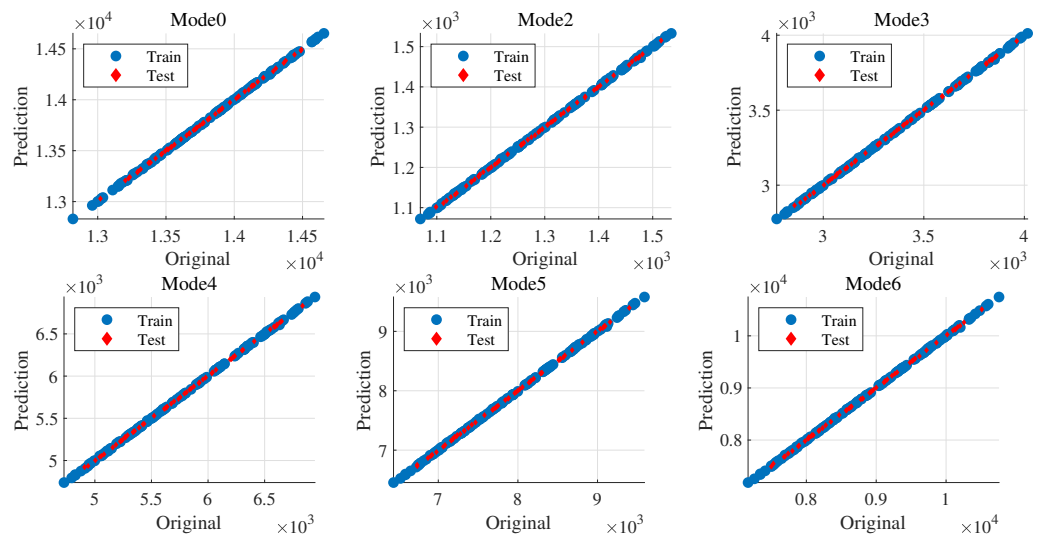 ×10⁴ Mode0
Train
Test
1.45
1.4
1.35
1.3
Prediction
1.3 1.35 1.4 1.45
Original ×10⁴
×10³ Mode2
Train
Test
1.5
1.4
1.3
1.2
1.1
Prediction
1.1 1.2 1.3 1.4 1.5
Original ×10³
×10³ Mode3
Train
Test
4
3.5
3
Prediction
3 3.5 4
Original ×10³
×10³ Mode4
Train
Test
6.5
6
5.5
5
Prediction
5 5.5 6 6.5
Original ×10³
×10³ Mode5
Train
Test
9
8
7
Prediction
7 8 9
Original ×10³
×10⁴ Mode6
Train
Test
1
0.9
0.8
Prediction
0.8 0.9 1
Original ×10⁴